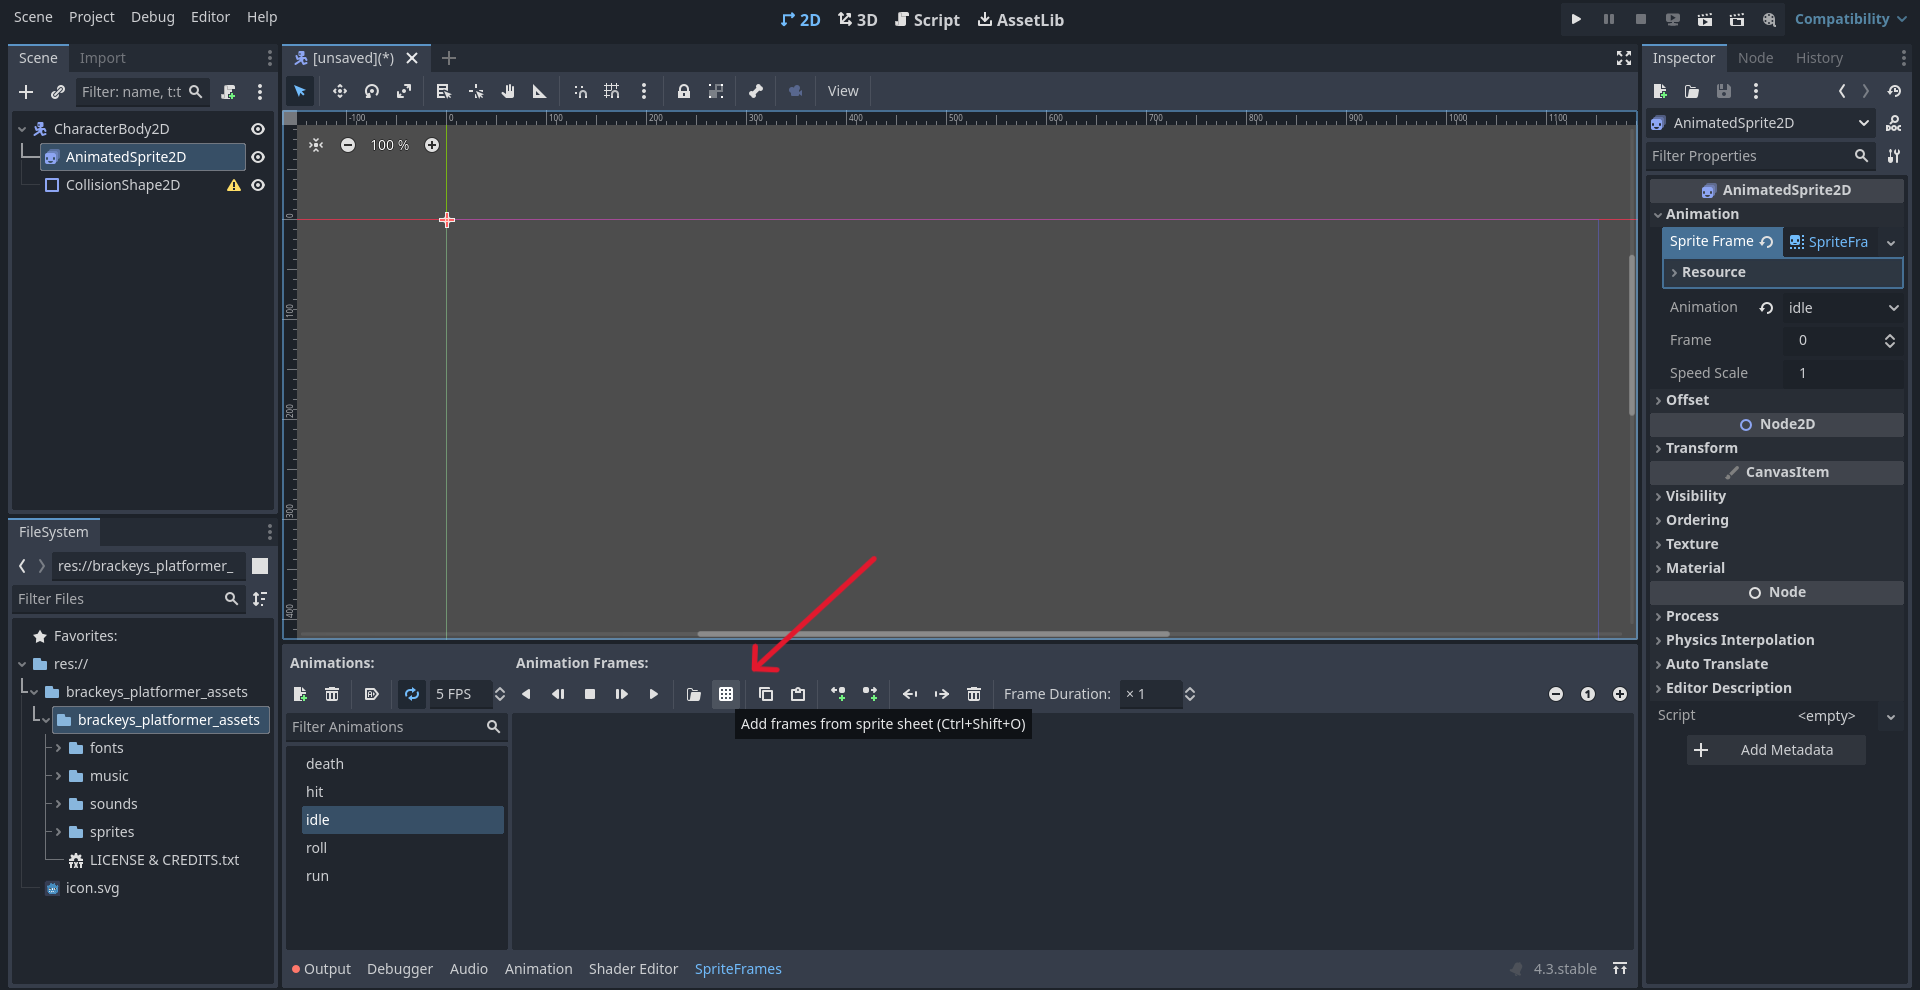 Scene Project Debug Editor Help
2D 3D Script AssetLib
Compatibility
Scene Import
[unsaved](*)
Inspector Node History
Filter: name, t:t
View
CharacterBody2D
AnimatedSprite2D
CollisionShape2D
-100 0 100 200 300 400 500 600 700 800 900 1000 1100
100 %
0
100
200
300
400
AnimatedSprite2D
Filter Properties
AnimatedSprite2D
Animation
Sprite Frame SpriteFra
Resource
Animation idle
Frame 0
Speed Scale 1
Offset
Node2D
Transform
CanvasItem
Visibility
Ordering
Texture
Material
Node
Process
Physics Interpolation
Auto Translate
Editor Description
Script <empty>
Add Metadata
FileSystem
res://brackeys_platformer_
Filter Files
Favorites:
res://
brackeys_platformer_assets
brackeys_platformer_assets
fonts
music
sounds
sprites
LICENSE & CREDITS.txt
icon.svg
Animations: Animation Frames:
5 FPS
Frame Duration: × 1
1
Filter Animations
Add frames from sprite sheet (Ctrl+Shift+O)
death
hit
idle
roll
run
Output Debugger Audio Animation Shader Editor SpriteFrames
4.3.stable